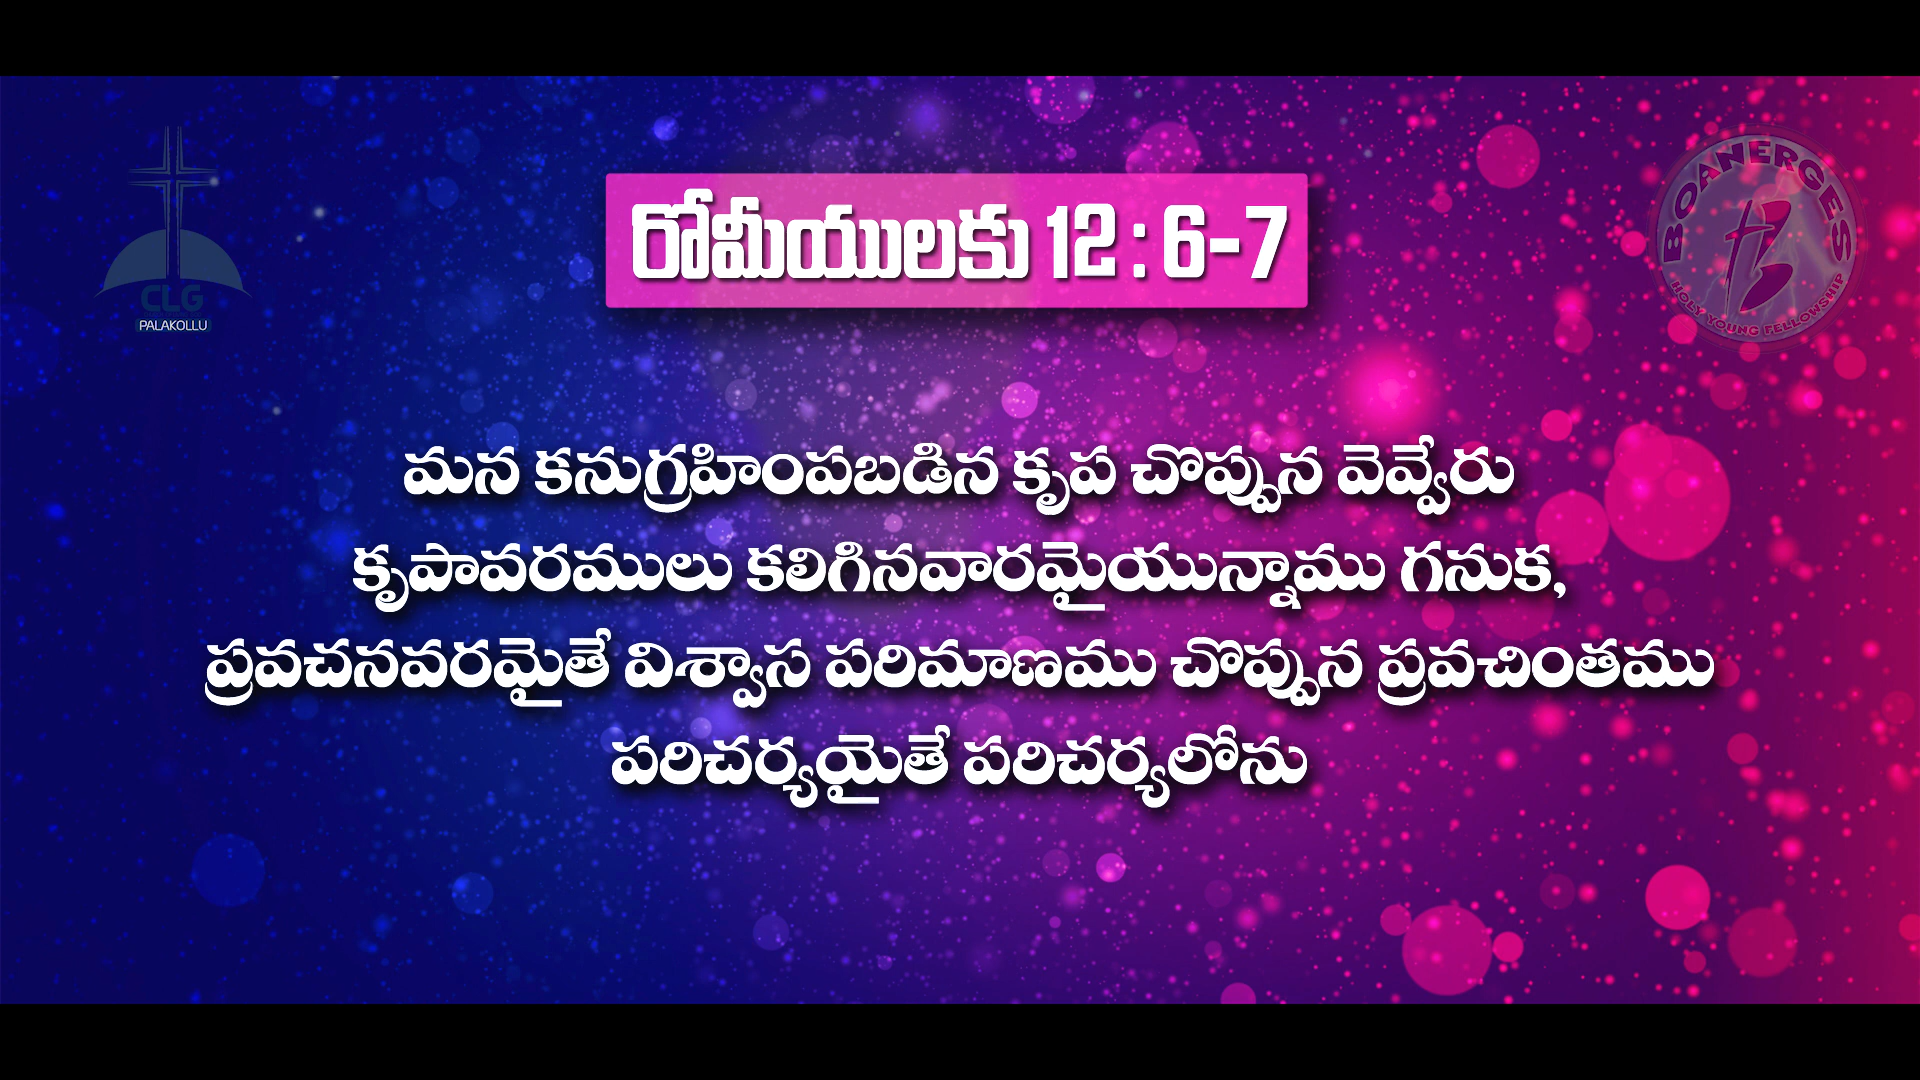 CLG
PALAKOLLU
BOANERGES
HOLY YOUNG FELLOWSHIP
రోమీయులకు 12 : 6-7
మన కనుగ్రహింపబడిన కృప చొప్పున వెవ్వేరు
కృపావరములు కలిగినవారమైయున్నాము గనుక,
ప్రవచనవరమైతే విశ్వాస పరిమాణము చొప్పున ప్రవచింతము
పరిచర్యయైతే పరిచర్యలోను